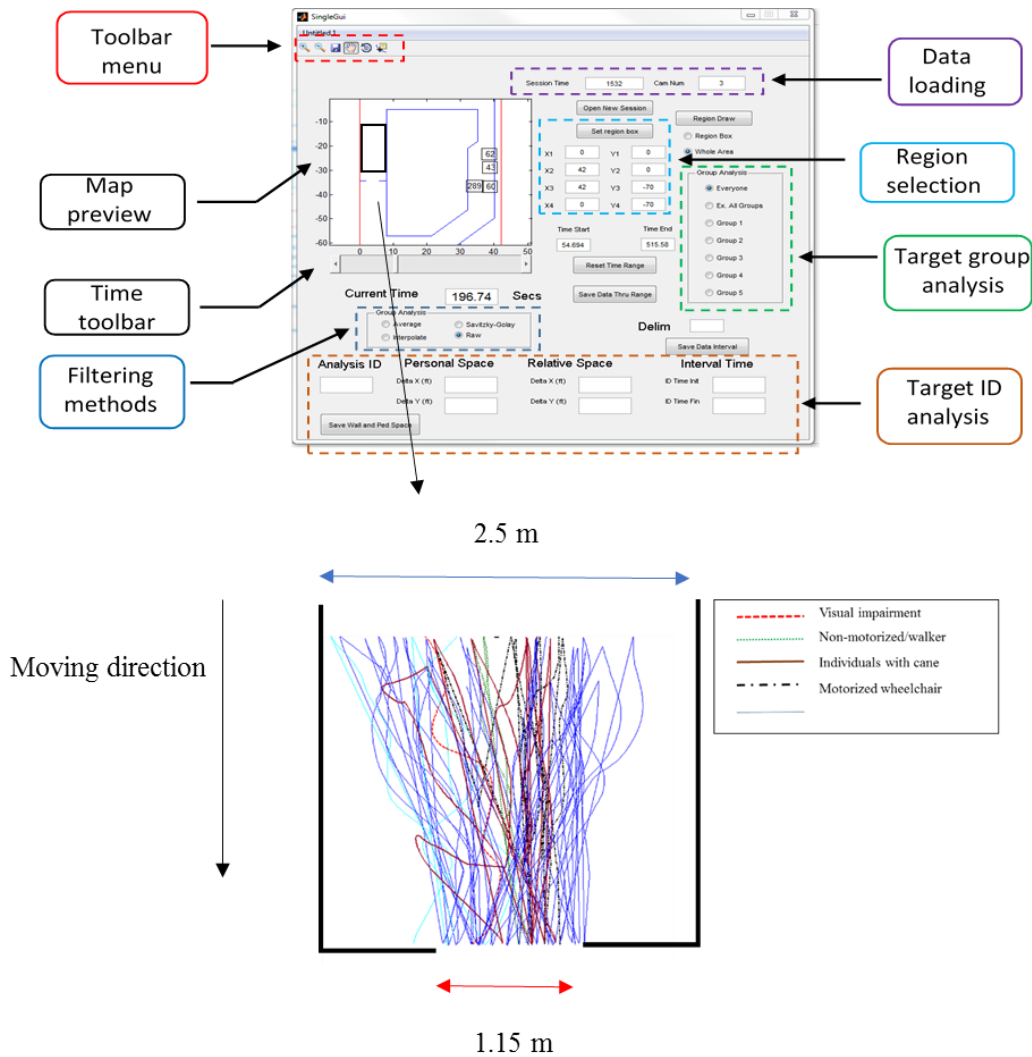 Toolbar
menu
Map
preview
Time
toolbar
Filtering
methods
SingleGui
Untitled 1
Session Time 1532 Cam Num 3
Open New Session
Region Draw
Set region box
Region Box
X1 0 Y1 0
Whole Area
X2 42 Y2 0
X3 42 Y3 -70
X4 0 Y4 -70
Group Analysis
Everyone
Ex. All Groups
Group 1
Group 2
Group 3
Group 4
Group 5
Time Start Time End
54.694 515.58
Reset Time Range
Save Data Thru Range
-10
-20
-30
-40
-50
-60
62
43
289 60
0 10 20 30 40 50
Current Time 196.74 Secs
Group Analysis
Average Savitzky-Golay
Interpolate Raw
Delim
Save Data Interval
Analysis ID Personal Space Relative Space Interval Time
Delta X (ft) Delta X (ft) ID Time Init
Delta Y (ft) Delta Y (ft) ID Time Fin
Save Wall and Ped Space
Data
loading
Region
selection
Target group
analysis
Target ID
analysis
2.5 m
Moving direction
Visual impairment
Non-motorized/walker
Individuals with cane
Motorized wheelchair
1.15 m